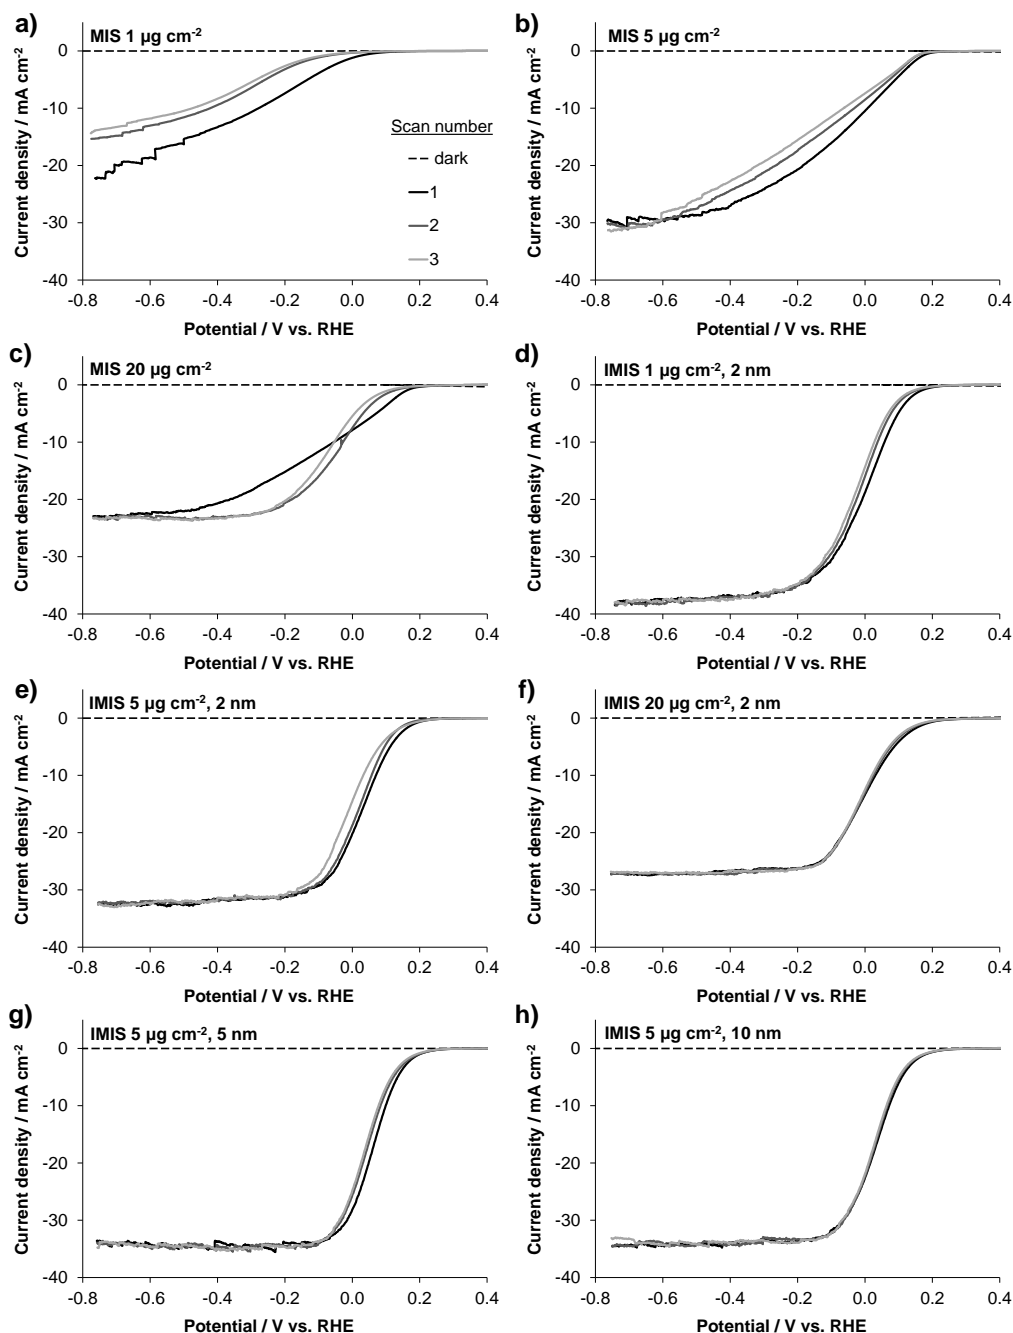 a)
MIS 1 µg cm-2
Current density / mA cm-2
0
-10
-20
-30
-40
Scan number
dark
1
2
3
-0.8 -0.6 -0.4 -0.2 0.0 0.2 0.4
Potential / V vs. RHE
b)
MIS 5 µg cm-2
Current density / mA cm-2
0
-10
-20
-30
-40
-0.8 -0.6 -0.4 -0.2 0.0 0.2 0.4
Potential / V vs. RHE
c)
MIS 20 µg cm-2
Current density / mA cm-2
0
-10
-20
-30
-40
-0.8 -0.6 -0.4 -0.2 0.0 0.2 0.4
Potential / V vs. RHE
d)
IMIS 1 µg cm-2, 2 nm
Current density / mA cm-2
0
-10
-20
-30
-40
-0.8 -0.6 -0.4 -0.2 0.0 0.2 0.4
Potential / V vs. RHE
e)
IMIS 5 µg cm-2, 2 nm
Current density / mA cm-2
0
-10
-20
-30
-40
-0.8 -0.6 -0.4 -0.2 0.0 0.2 0.4
Potential / V vs. RHE
f)
IMIS 20 µg cm-2, 2 nm
Current density / mA cm-2
0
-10
-20
-30
-40
-0.8 -0.6 -0.4 -0.2 0.0 0.2 0.4
Potential / V vs. RHE
g)
IMIS 5 µg cm-2, 5 nm
Current density / mA cm-2
0
-10
-20
-30
-40
-0.8 -0.6 -0.4 -0.2 0.0 0.2 0.4
Potential / V vs. RHE
h)
IMIS 5 µg cm-2, 10 nm
Current density / mA cm-2
0
-10
-20
-30
-40
-0.8 -0.6 -0.4 -0.2 0.0 0.2 0.4
Potential / V vs. RHE